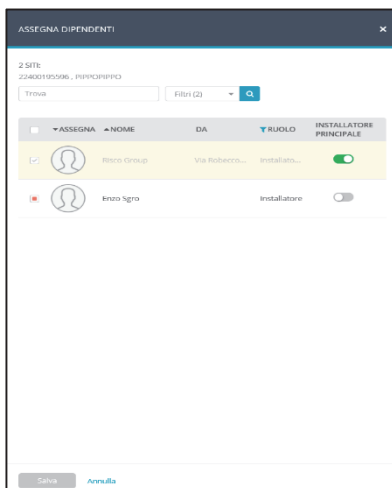 ASSEGNA DIPENDENTI ×
2 SITI:
22400195596 , PIPPOPIPPO
Trova Filtri (2)
ASSEGNA NOME DA RUOLO INSTALLATORE PRINCIPALE
Risco Group Via Robecco... Installato...
Enzo Sgro Installatore
Salva Annulla